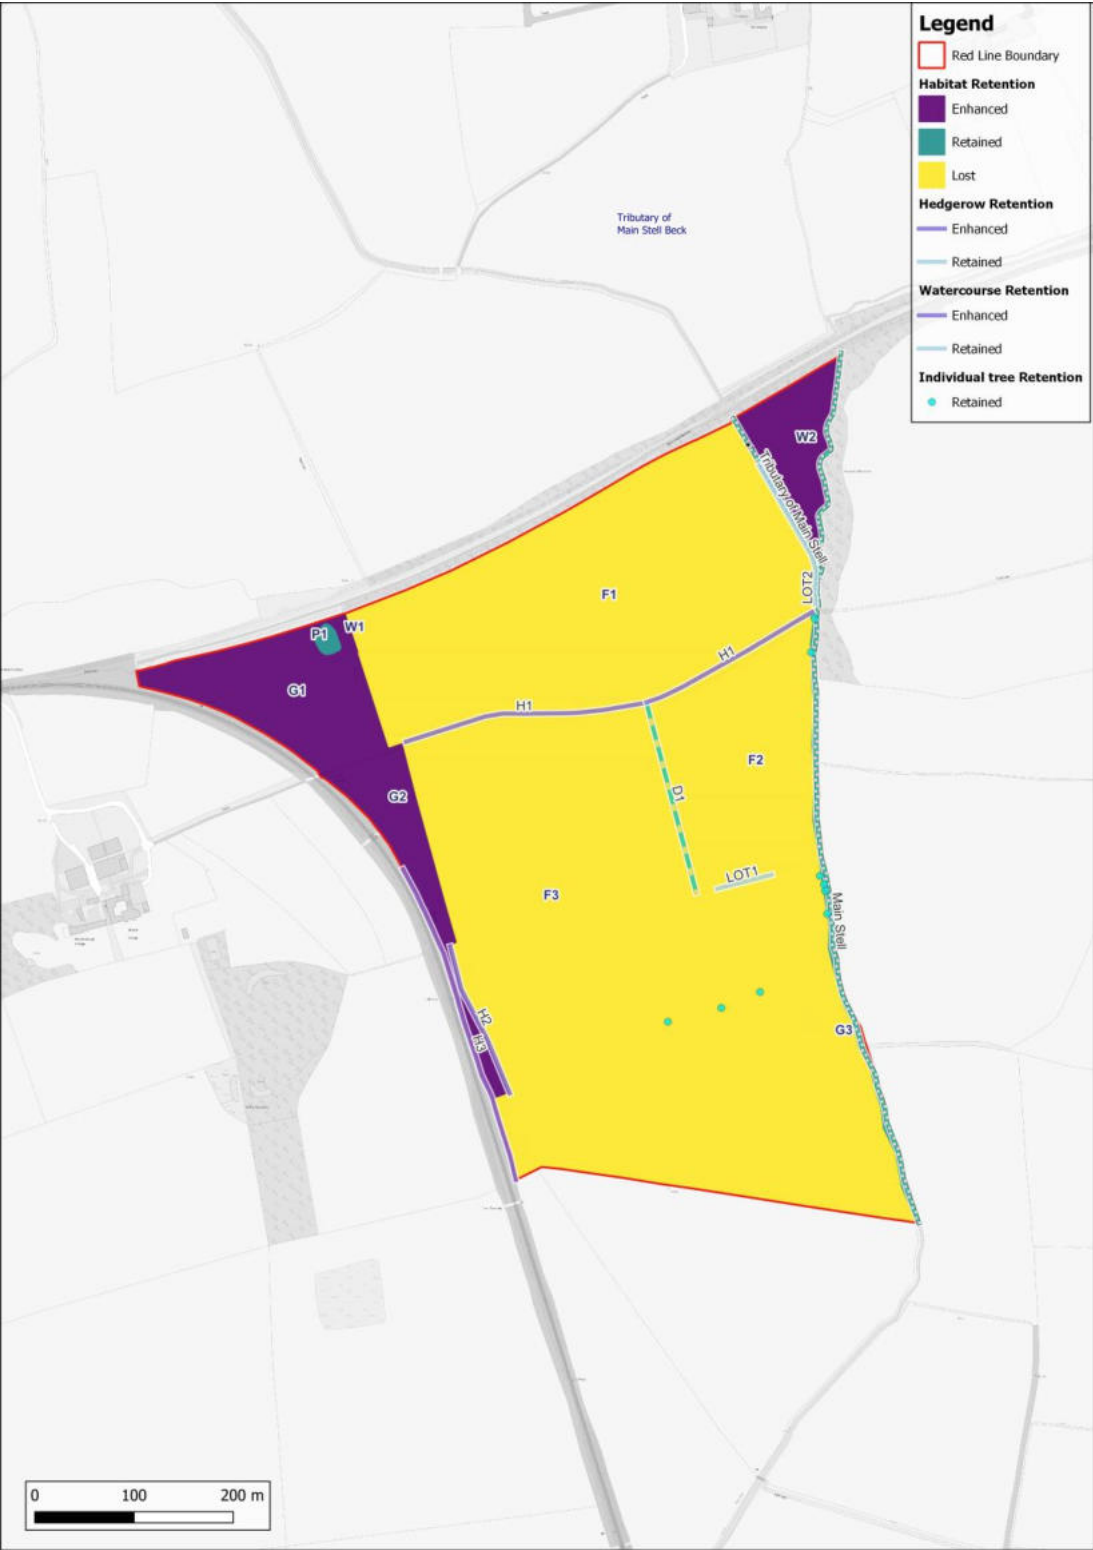 Legend
Red Line Boundary
Habitat Retention
Enhanced
Retained
Lost
Hedgerow Retention
Enhanced
Retained
Watercourse Retention
Enhanced
Retained
Individual tree Retention
Retained
Tributary of
Main Stell Beck
W2
Tributary of Main Stell
LOT2
F1
P1
W1
G1
H1
H1
F2
G2
D1
LOT1
F3
Main Stell
H2
H3
G3
0 100 200 m